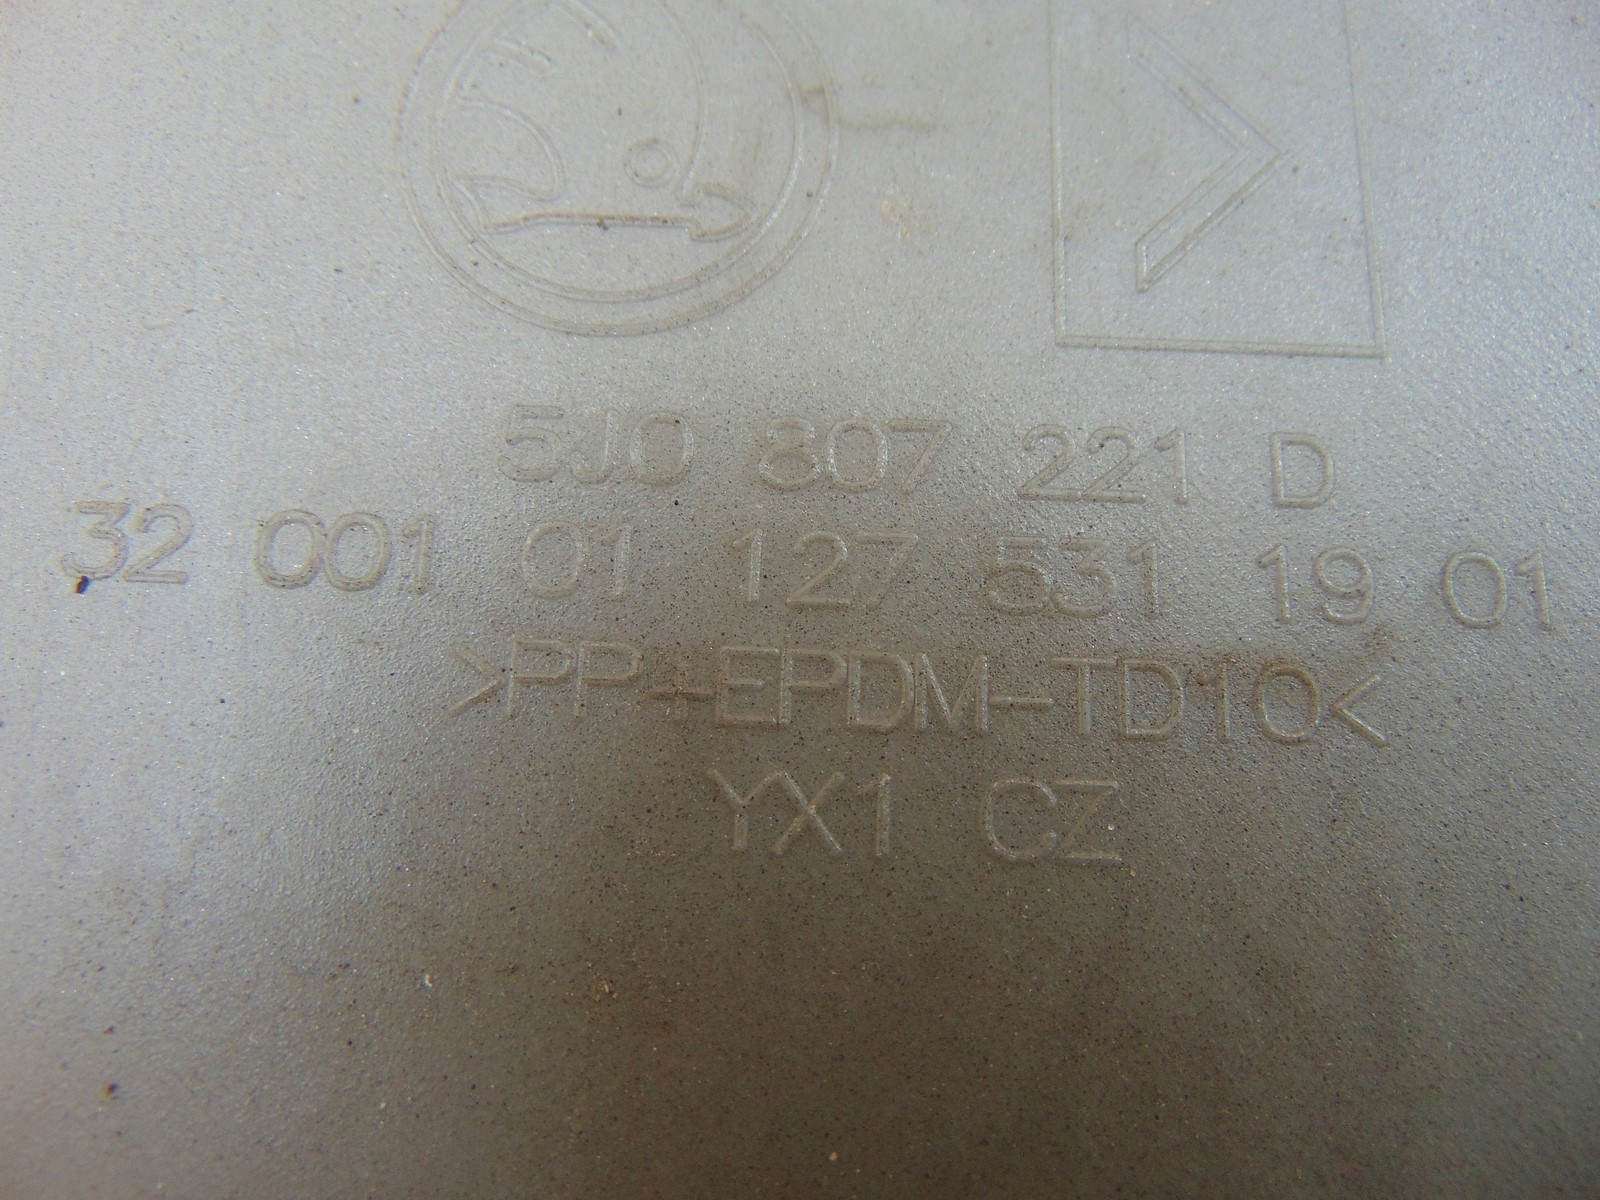 5J0 807 221 D
32 001 01 127 531 19 01
>PP+EPDM-TD10<
YX1 CZ